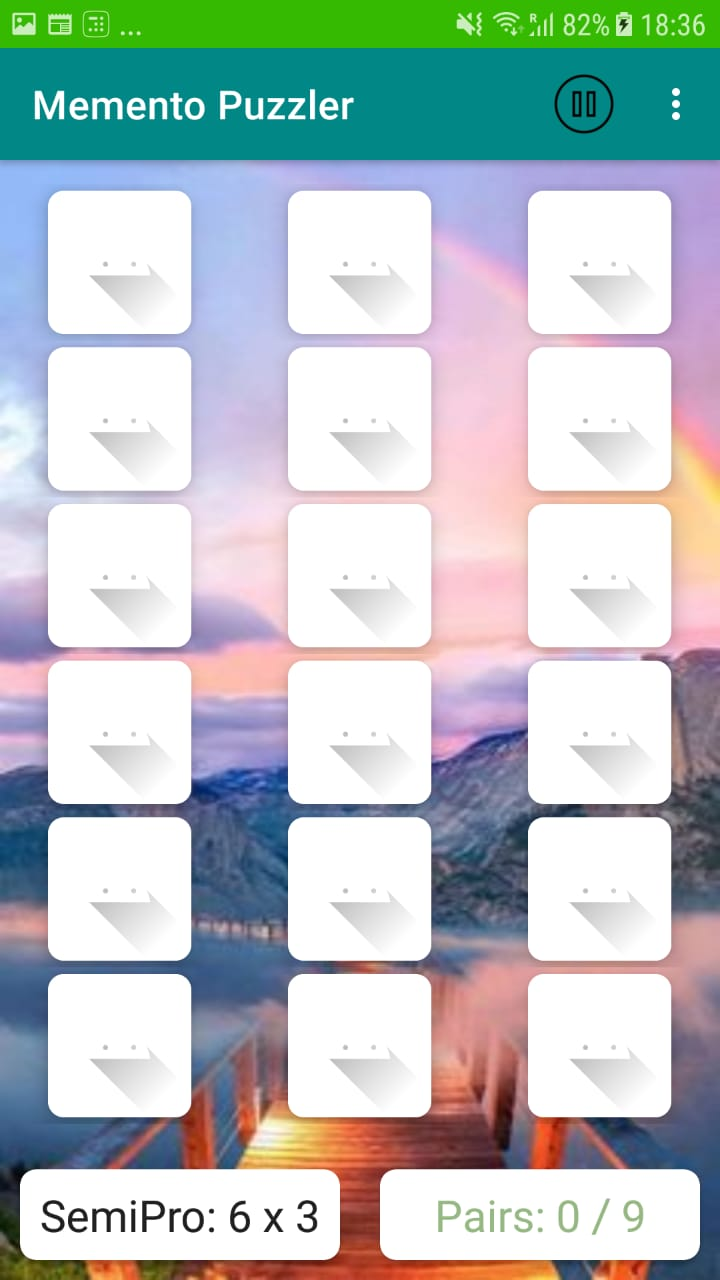 ... R 82% 18:36
Memento Puzzler
SemiPro: 6 x 3
Pairs: 0 / 9